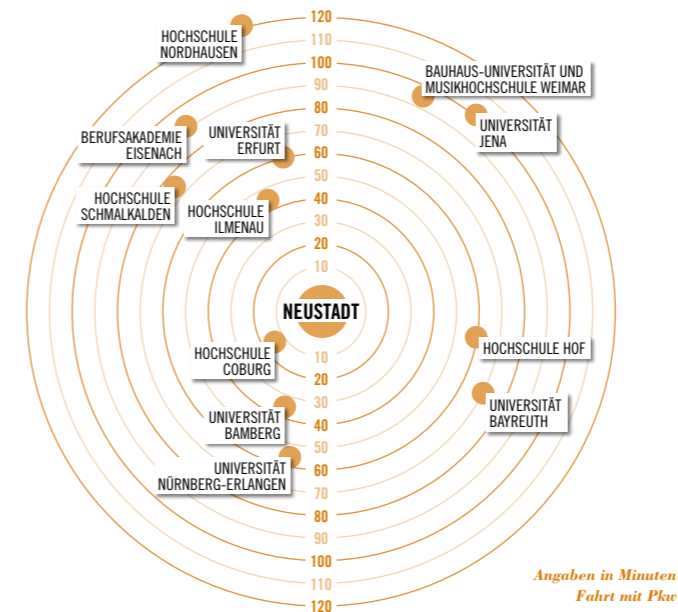 120
HOCHSCHULE
NORDHAUSEN
110
100
BAUHAUS-UNIVERSITÄT UND
MUSIKHOCHSCHULE WEIMAR
90
80
UNIVERSITÄT
JENA
BERUFSAKADEMIE
EISENACH
UNIVERSITÄT
ERFURT
70
60
50
HOCHSCHULE
SCHMALKALDEN
HOCHSCHULE
ILMENAU
40
30
20
10
NEUSTADT
HOCHSCHULE
COBURG
10
HOCHSCHULE HOF
20
30
UNIVERSITÄT
BAMBERG
40
UNIVERSITÄT
BAYREUTH
50
UNIVERSITÄT
NÜRNBERG-ERLANGEN
60
70
80
90
100
110
120
Angaben in Minuten
Fahrt mit Pkw